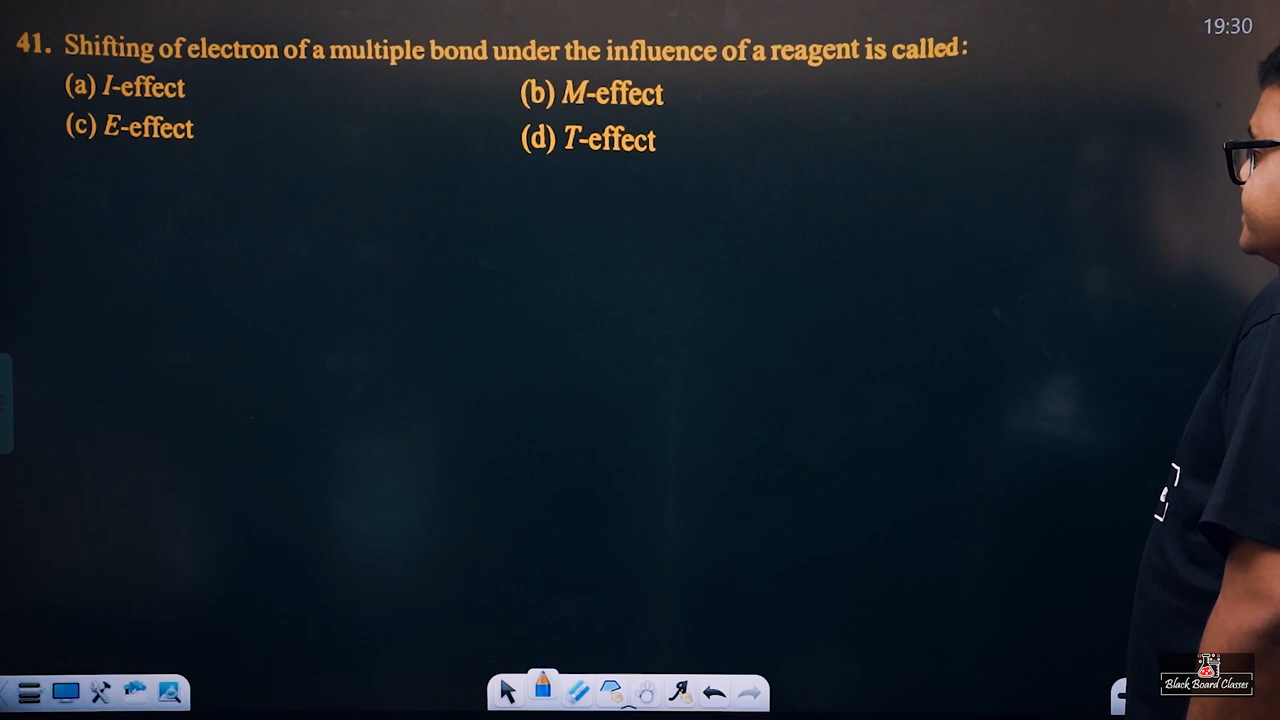 19:30
41. Shifting of electron of a multiple bond under the influence of a reagent is called:
(a) I-effect (b) M-effect
(c) E-effect (d) T-effect
Black Board Classes